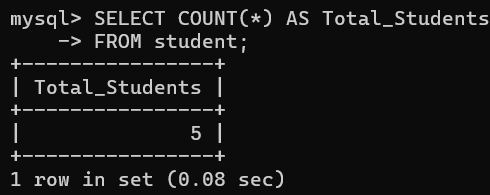 mysql> SELECT COUNT(*) AS Total_Students
    -> FROM student;
+----------------+
| Total_Students |
+----------------+
|              5 |
+----------------+
1 row in set (0.08 sec)